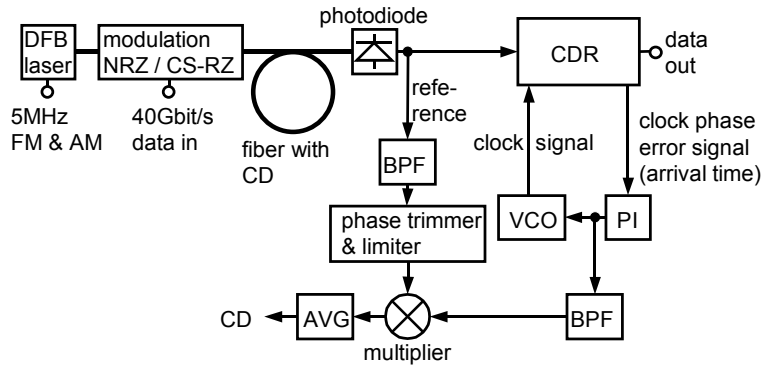 photodiode
DFB
laser
modulation
NRZ / CS-RZ
CDR
data
out
5MHz
FM & AM
40Gbit/s
data in
fiber with
CD
refe-
rence
clock signal
clock phase
error signal
(arrival time)
BPF
phase trimmer
& limiter
VCO
PI
CD
AVG
multiplier
BPF